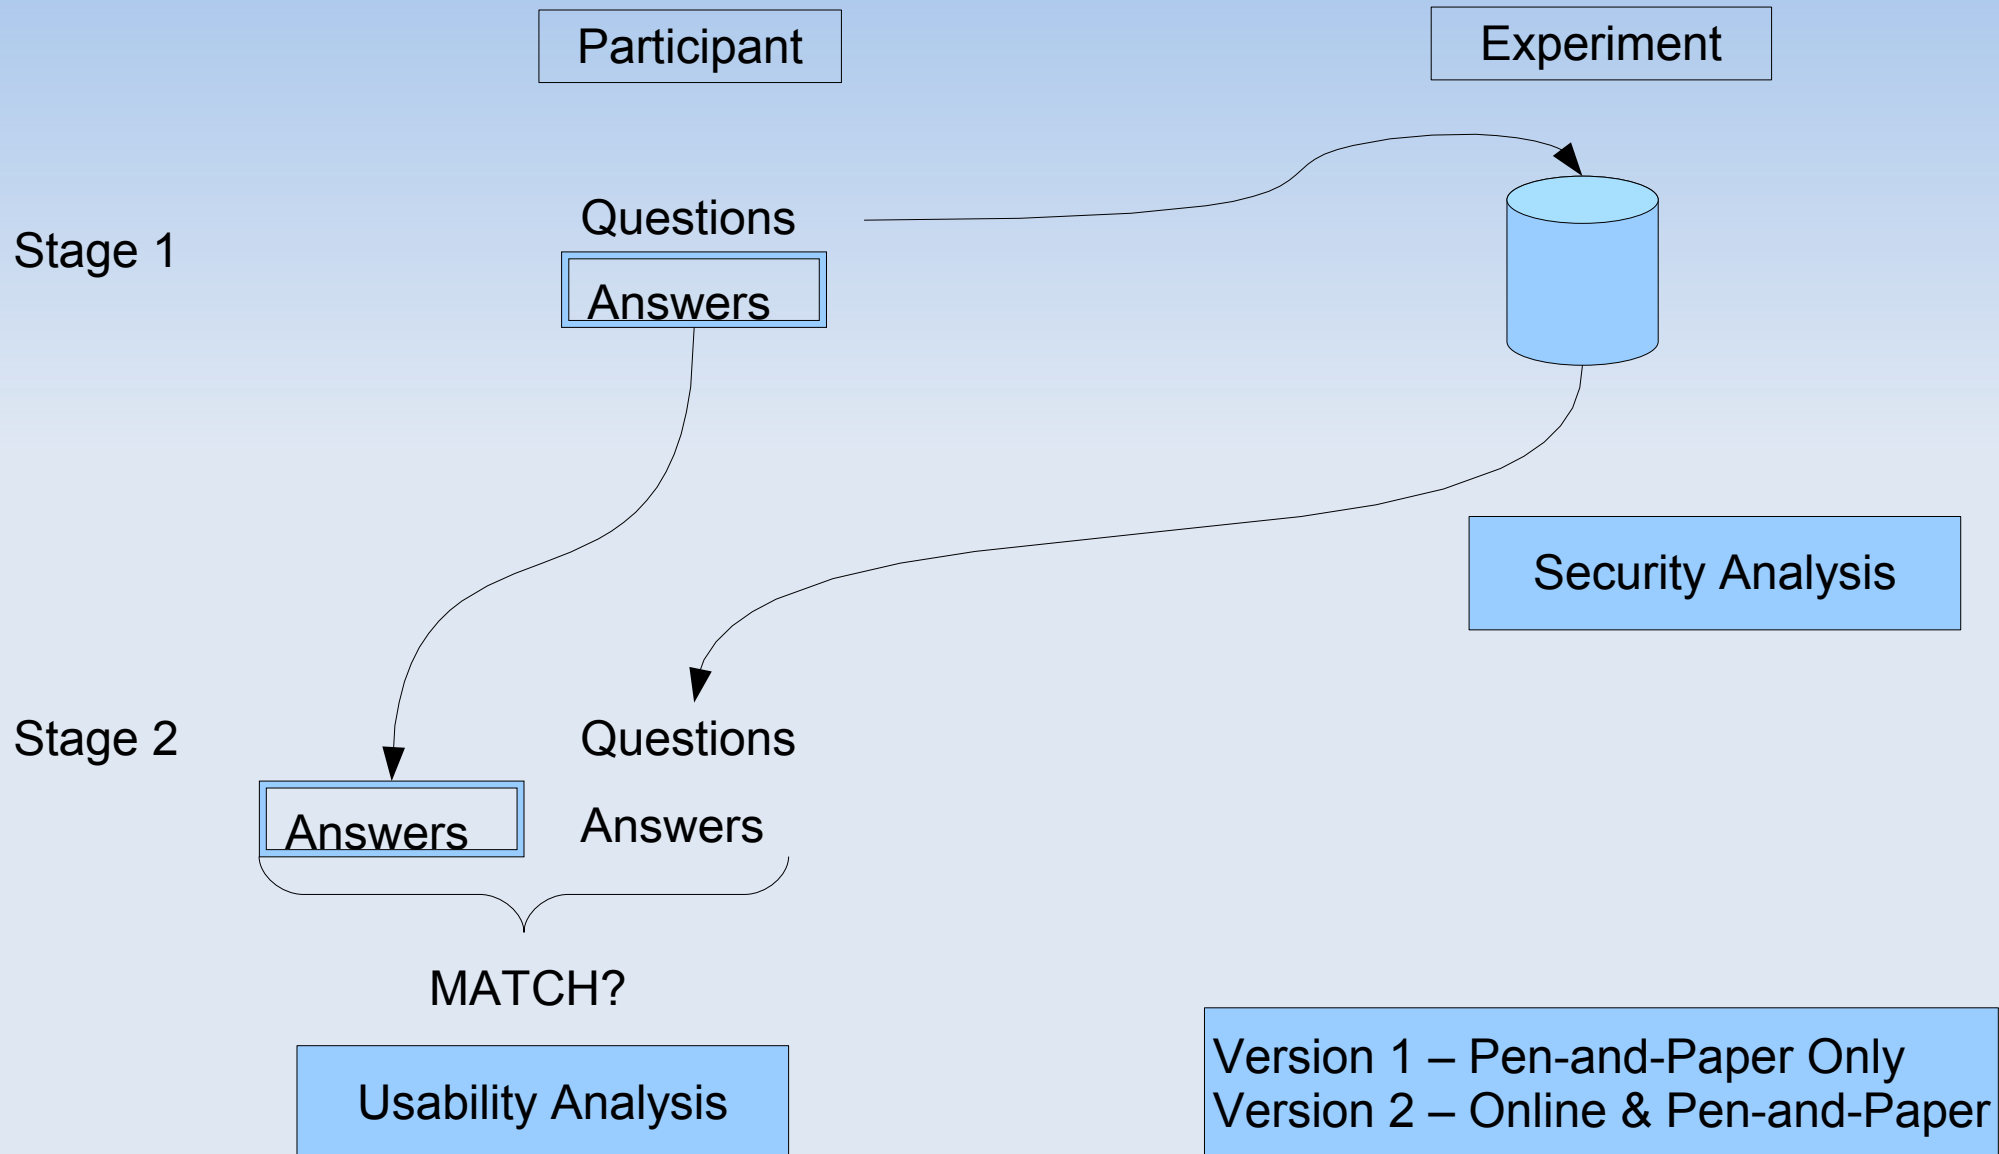 Participant
Experiment
Questions
Stage 1
Answers
Security Analysis
Stage 2
Questions
Answers
Answers
MATCH?
Usability Analysis
Version 1 – Pen-and-Paper Only
Version 2 – Online & Pen-and-Paper